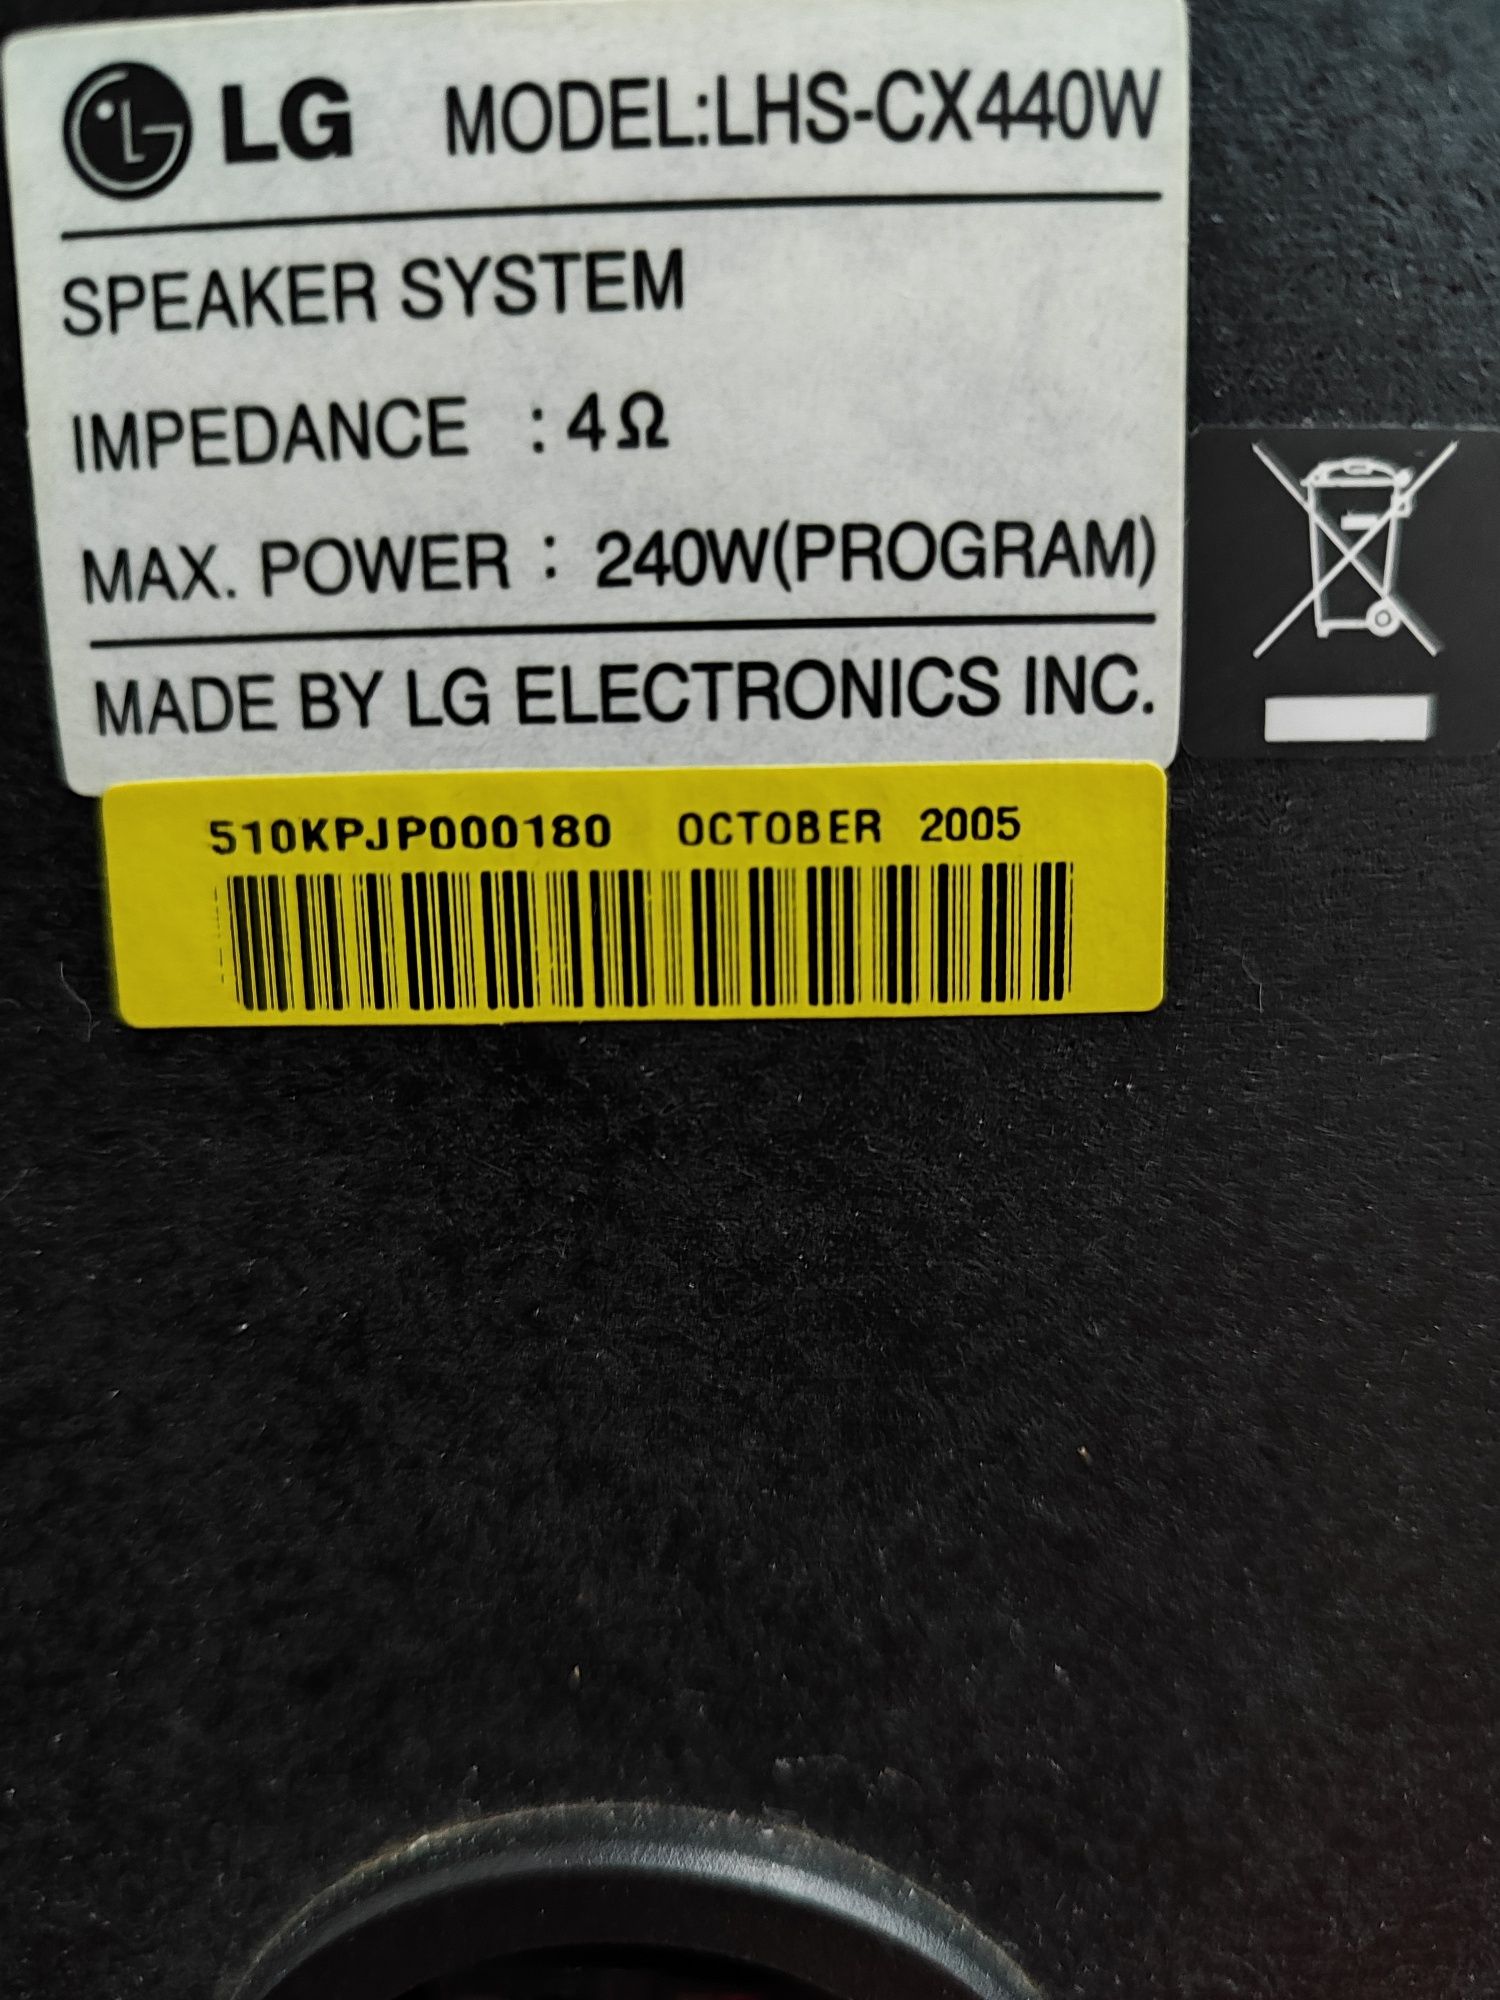 LG MODEL:LHS-CX440W
SPEAKER SYSTEM
IMPEDANCE : 4Ω
MAX. POWER : 240W(PROGRAM)
MADE BY LG ELECTRONICS INC.
510KPJP000180 OCTOBER 2005